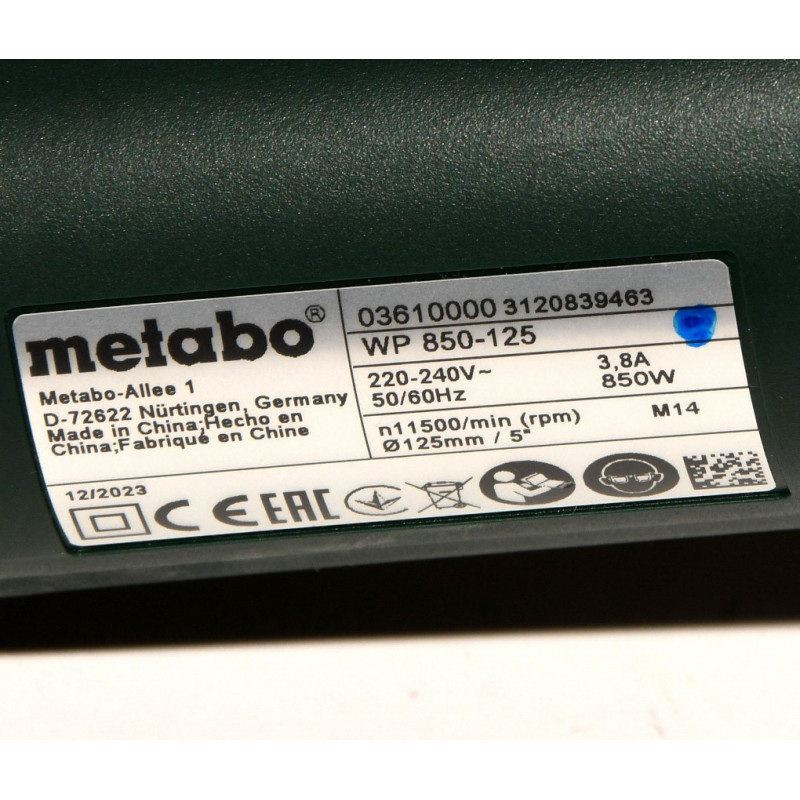 metabo®
Metabo-Allee 1
D-72622 Nürtingen, Germany
Made in China;Hecho en
China;Fabriqué en Chine
12/2023
03610000 3120839463
WP 850-125
220-240V~ 3,8A
50/60Hz 850W
n11500/min (rpm) M14
Ø125mm / 5"
CE EAC